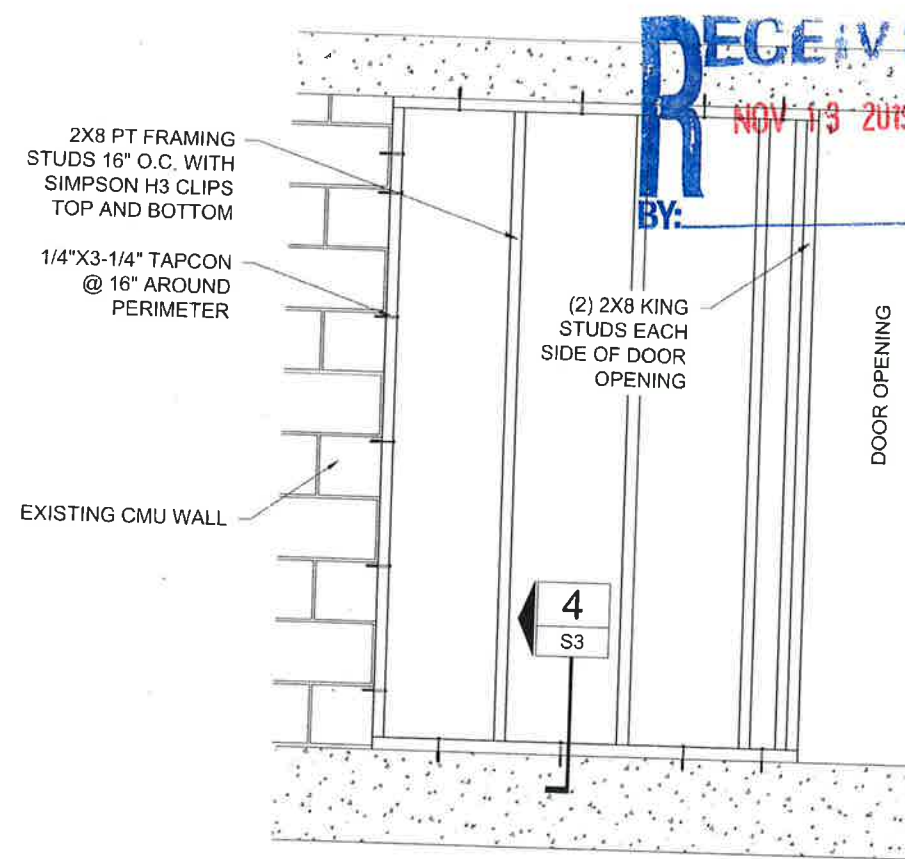 RECEIV
NOV 13 201
BY:
2X8 PT FRAMING
STUDS 16" O.C. WITH
SIMPSON H3 CLIPS
TOP AND BOTTOM
1/4"X3-1/4" TAPCON
@ 16" AROUND
PERIMETER
(2) 2X8 KING
STUDS EACH
SIDE OF DOOR
OPENING
DOOR OPENING
EXISTING CMU WALL
4
S3